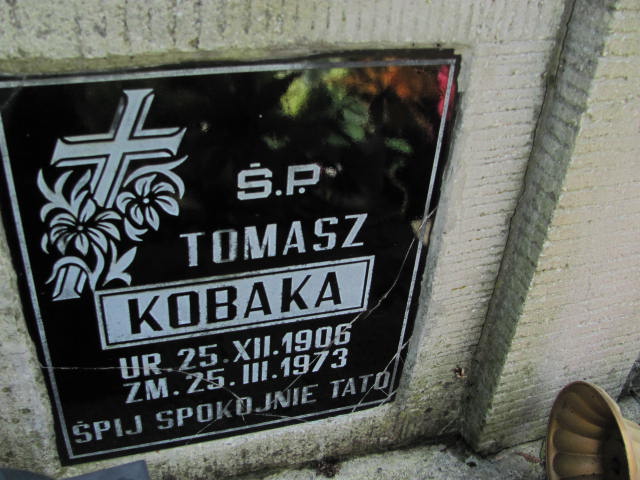 Ś.P.
TOMASZ
KOBAKA
UR. 25. XII. 1906
ZM. 25. III. 1973
ŚPIJ SPOKOJNIE TATO